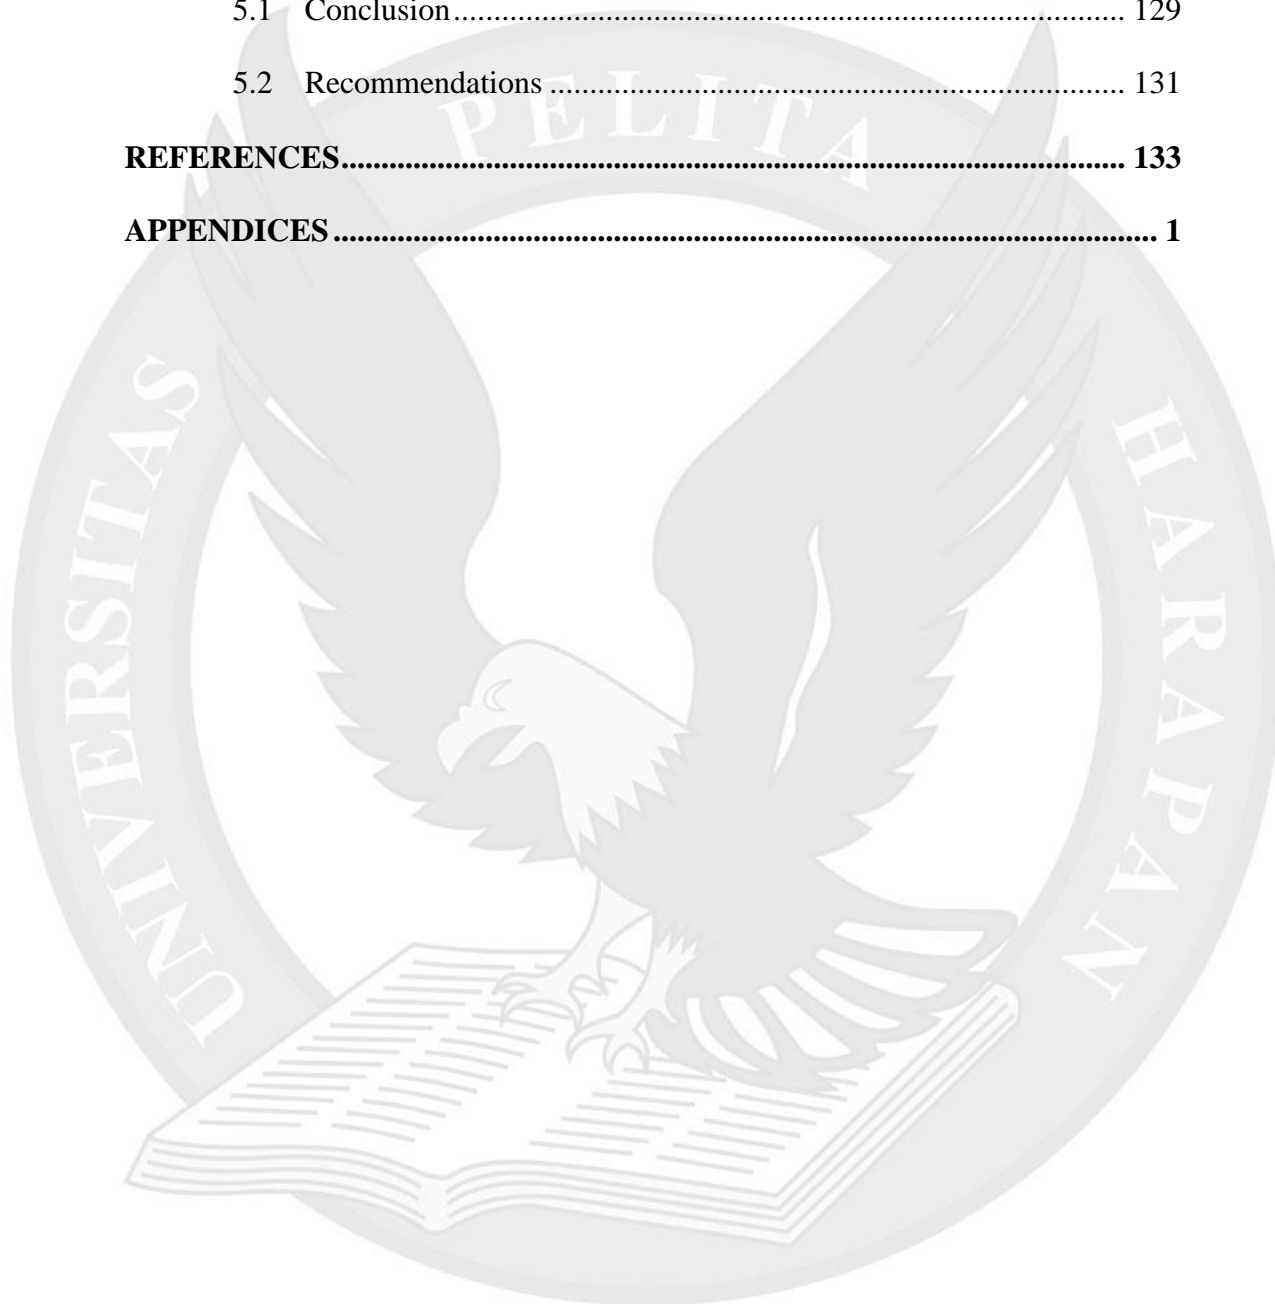 5.1 Conclusion........................................................................................ 129
5.2 Recommendations ........................................................................... 131
REFERENCES...................................................................................................... 133
APPENDICES ........................................................................................................... 1
UNIVERSITAS PELITA HARAPAN